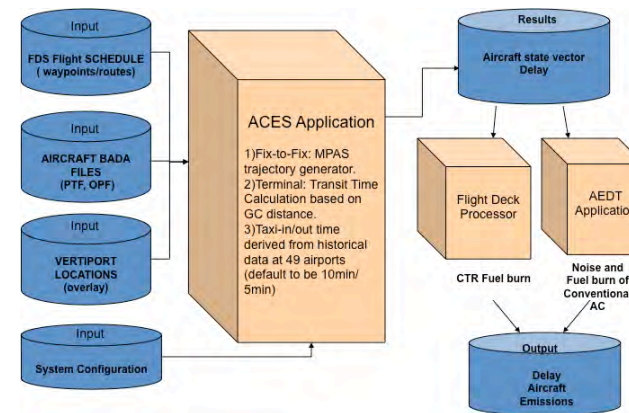 Input
FDS Flight SCHEDULE
( waypoints/routes)
Input
AIRCRAFT BADA
FILES
(PTF, OPF)
Input
VERTIPORT
LOCATIONS
(overlay)
Input
System Configuration
ACES Application
1)Fix-to-Fix: MPAS
trajectory generator.
2)Terminal: Transit Time
Calculation based on
GC distance.
3)Taxi-in/out time
derived from historical
data at 49 airports
(default to be 10min/
5min)
Results
Aircraft state vector
Delay
Flight Deck
Processor
AEDT
Application
CTR Fuel burn
Noise and
Fuel burn of
Conventional
AC
Output
Delay
Aircraft
Emissions